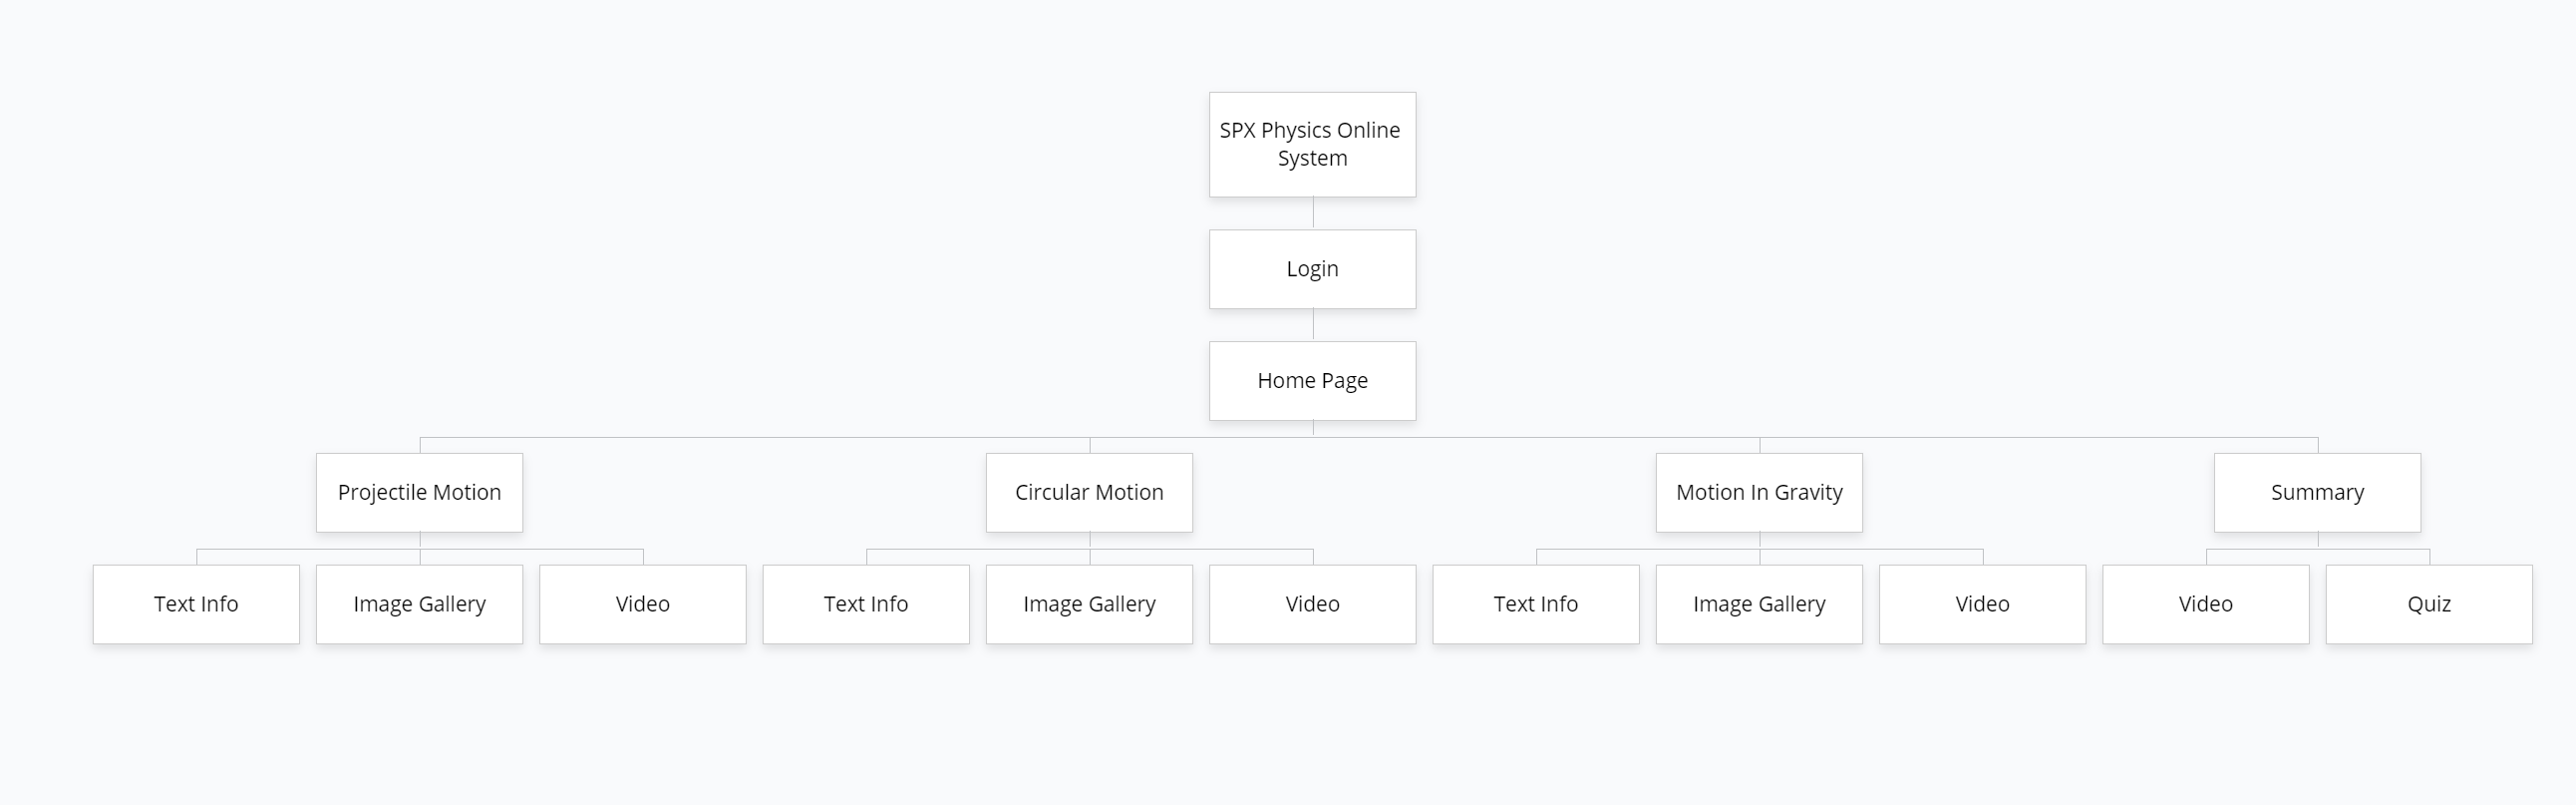 SPX Physics Online
System
Login
Home Page
Projectile Motion
Circular Motion
Motion In Gravity
Summary
Text Info
Image Gallery
Video
Text Info
Image Gallery
Video
Text Info
Image Gallery
Video
Video
Quiz